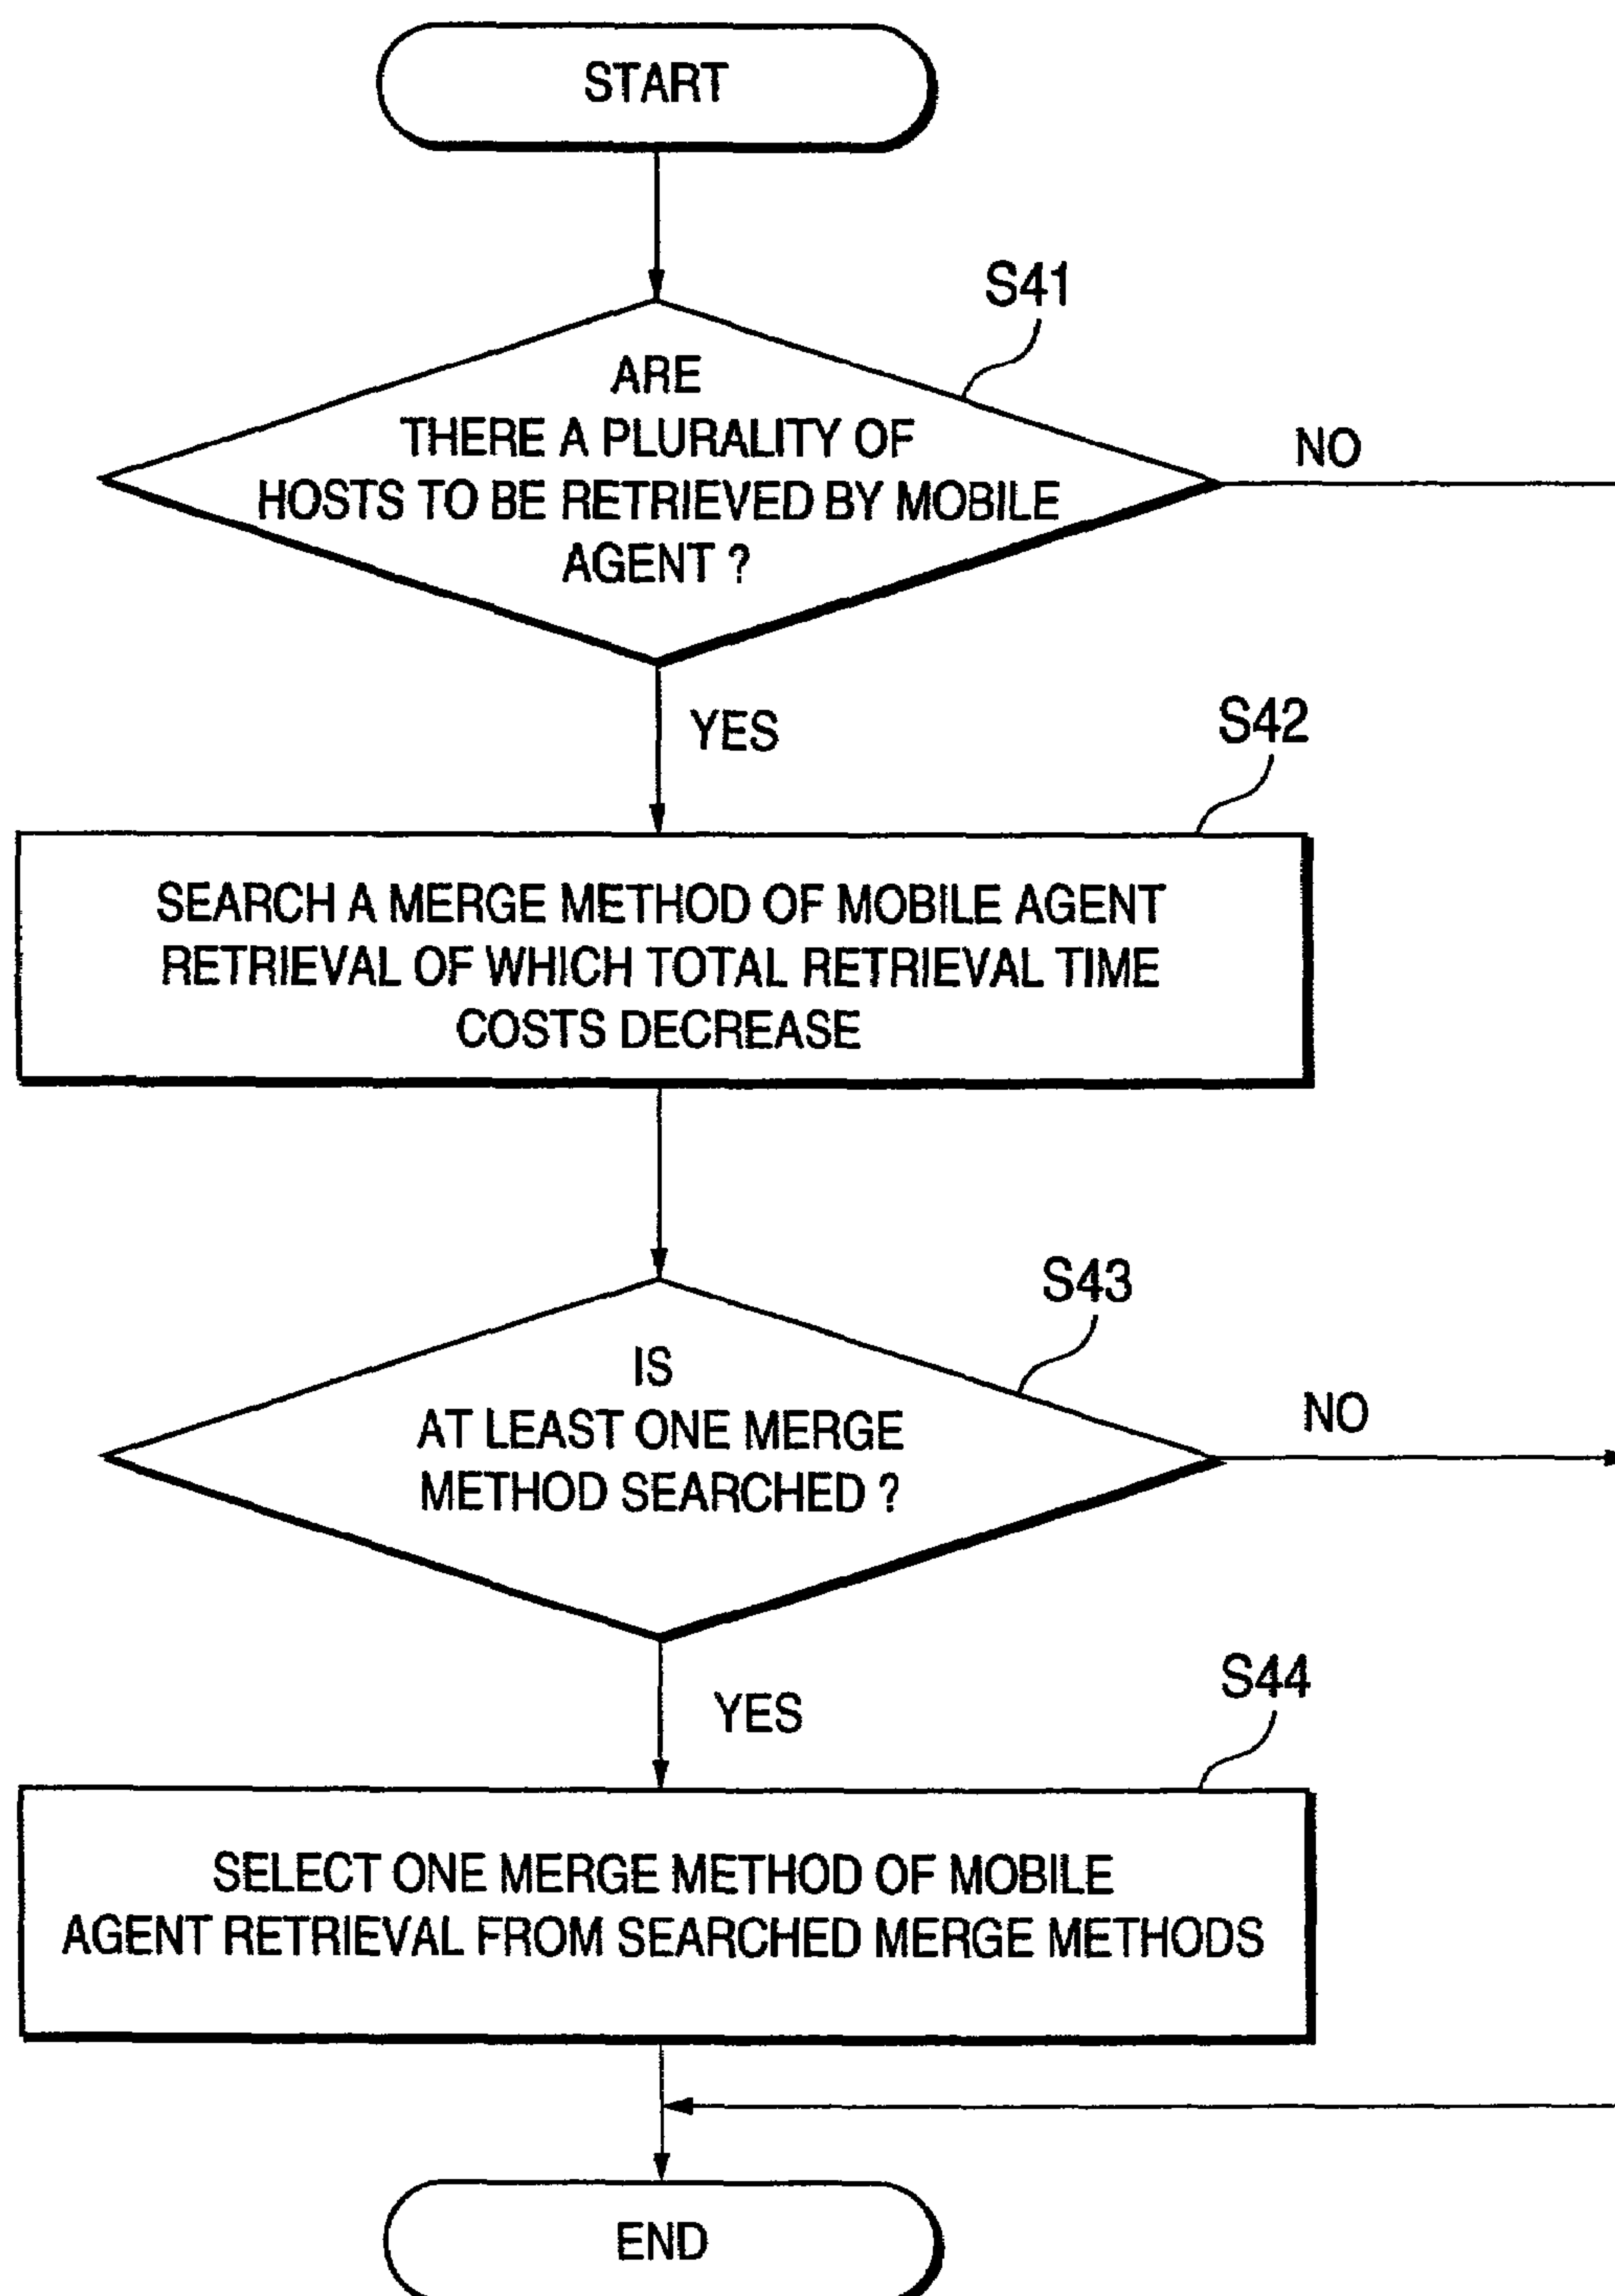 START
S41
ARE
THERE A PLURALITY OF
HOSTS TO BE RETRIEVED BY MOBILE
AGENT ?
NO
YES
S42
SEARCH A MERGE METHOD OF MOBILE AGENT
RETRIEVAL OF WHICH TOTAL RETRIEVAL TIME
COSTS DECREASE
S43
IS
AT LEAST ONE MERGE
METHOD SEARCHED ?
NO
YES
S44
SELECT ONE MERGE METHOD OF MOBILE
AGENT RETRIEVAL FROM SEARCHED MERGE METHODS
END